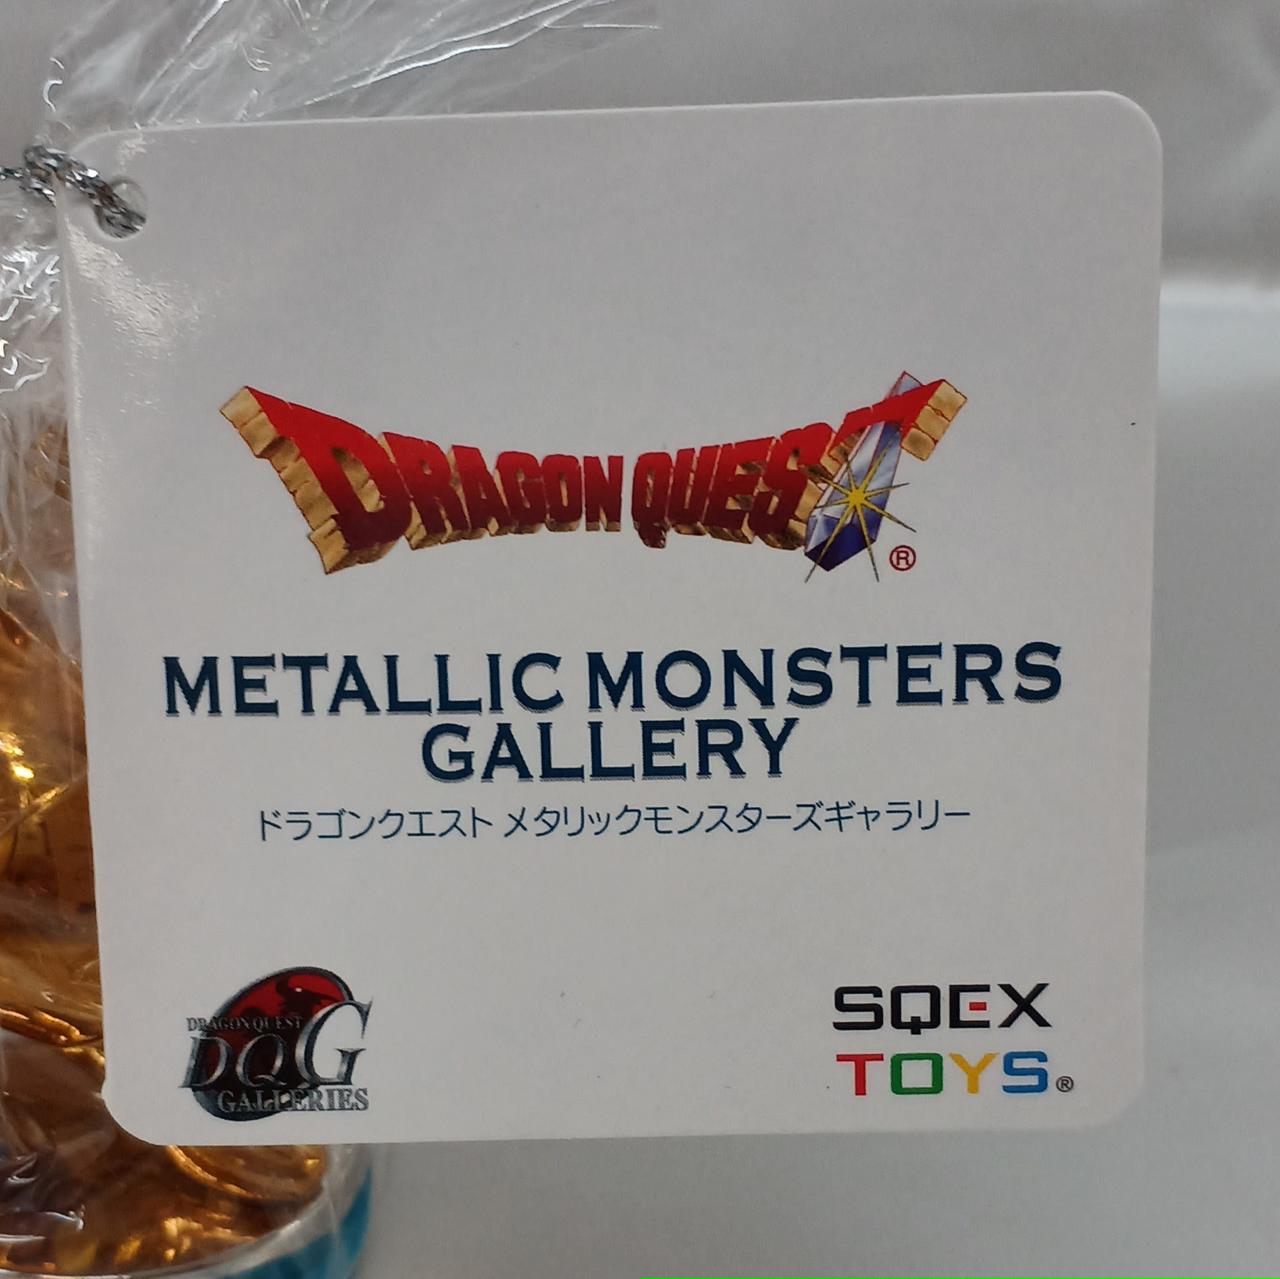 DRAGON QUEST ®
METALLIC MONSTERS
GALLERY
ドラゴンクエスト メタリックモンスターズギャラリー
DRAGON QUEST
DQG
GALLERIES
SQEX
TOYS®